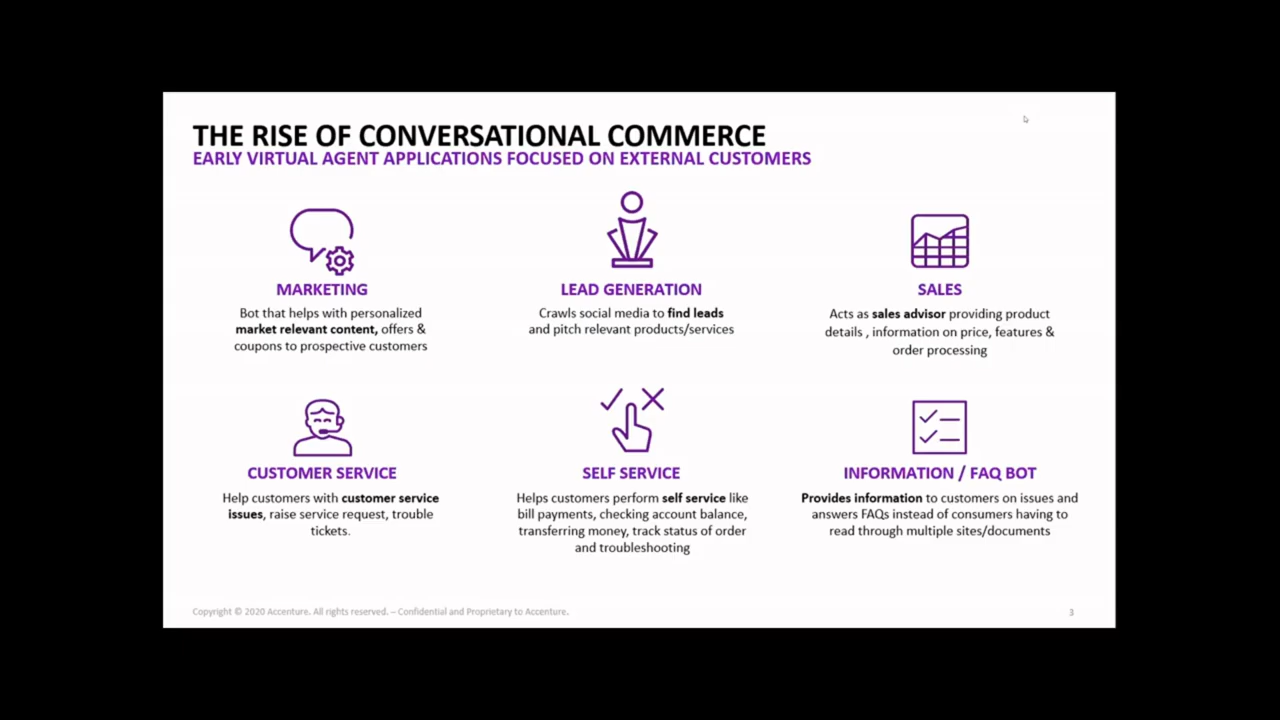 THE RISE OF CONVERSATIONAL COMMERCE
EARLY VIRTUAL AGENT APPLICATIONS FOCUSED ON EXTERNAL CUSTOMERS
MARKETING
Bot that helps with personalized
market relevant content, offers &
coupons to prospective customers
LEAD GENERATION
Crawls social media to find leads
and pitch relevant products/services
SALES
Acts as sales advisor providing product
details , information on price, features &
order processing
CUSTOMER SERVICE
Help customers with customer service
issues, raise service request, trouble
tickets.
SELF SERVICE
Helps customers perform self service like
bill payments, checking account balance,
transferring money, track status of order
and troubleshooting
INFORMATION / FAQ BOT
Provides information to customers on issues and
answers FAQs instead of consumers having to
read through multiple sites/documents
Copyright © 2020 Accenture. All rights reserved. – Confidential and Proprietary to Accenture.
3